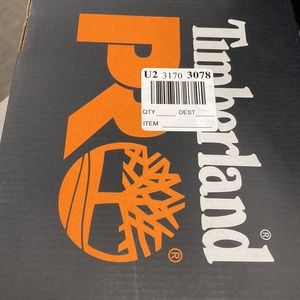 Timberland®
PRO®
U2 3170 3078
QTY DEST
ITEM